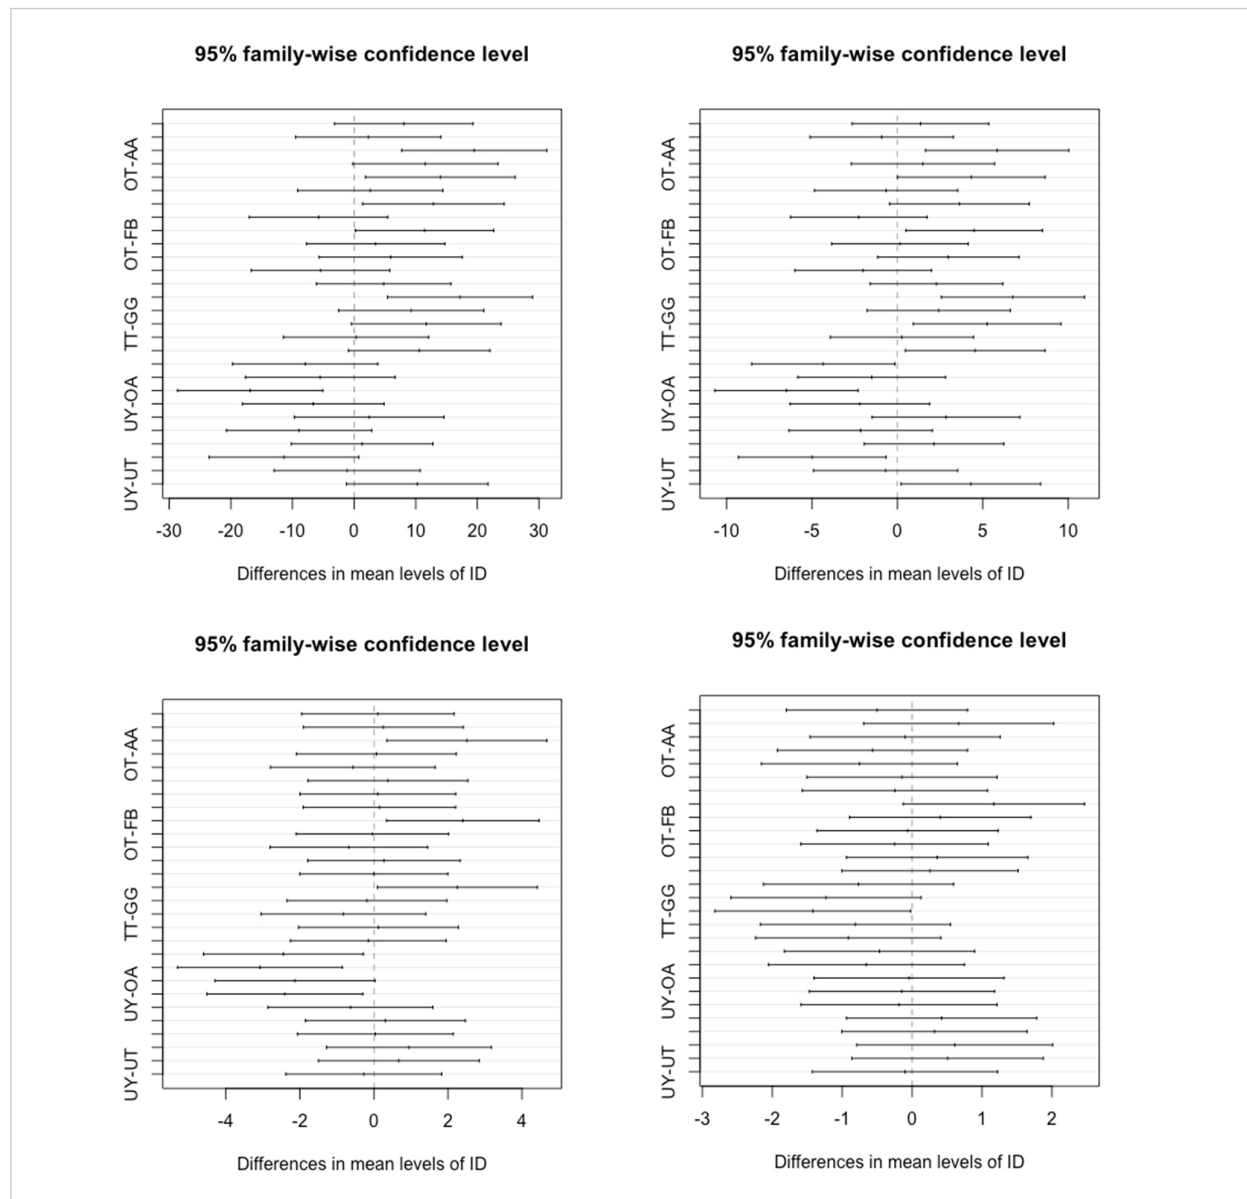 95% family-wise confidence level
OT-AA
OT-FB
TT-GG
UY-OA
UY-UT
-30 -20 -10 0 10 20 30
Differences in mean levels of ID
95% family-wise confidence level
OT-AA
OT-FB
TT-GG
UY-OA
UY-UT
-10 -5 0 5 10
Differences in mean levels of ID
95% family-wise confidence level
OT-AA
OT-FB
TT-GG
UY-OA
UY-UT
-4 -2 0 2 4
Differences in mean levels of ID
95% family-wise confidence level
OT-AA
OT-FB
TT-GG
UY-OA
UY-UT
-3 -2 -1 0 1 2
Differences in mean levels of ID